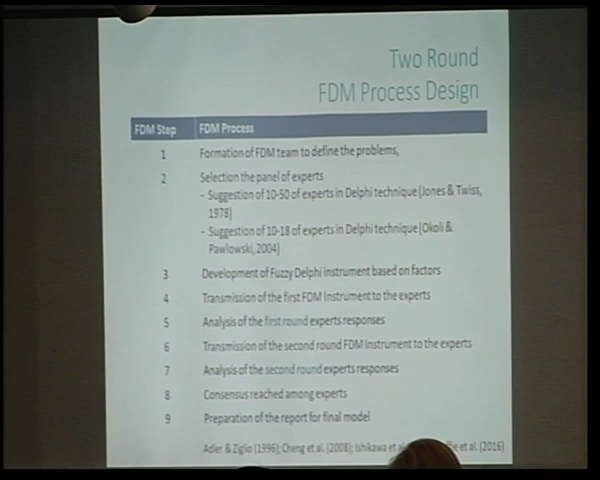 Two Round
FDM Process Design
FDM Step FDM Process
1 Formation of FDM team to define the problems,
2 Selection the panel of experts
- Suggestion of 10-50 of experts in Delphi technique (Jones & Twiss,
1978)
- Suggestion of 10-18 of experts in Delphi technique (Okoli &
Pawlowski, 2004)
3 Development of Fuzzy Delphi instrument based on factors
4 Transmission of the first FDM Instrument to the experts
5 Analysis of the first round experts responses
6 Transmission of the second round FDM Instrument to the experts
7 Analysis of the second round experts responses
8 Consensus reached among experts
9 Preparation of the report for final model
Adler & Ziglio (1996); Cheng et al. (2008); Ishikawa et al et al. (2016)